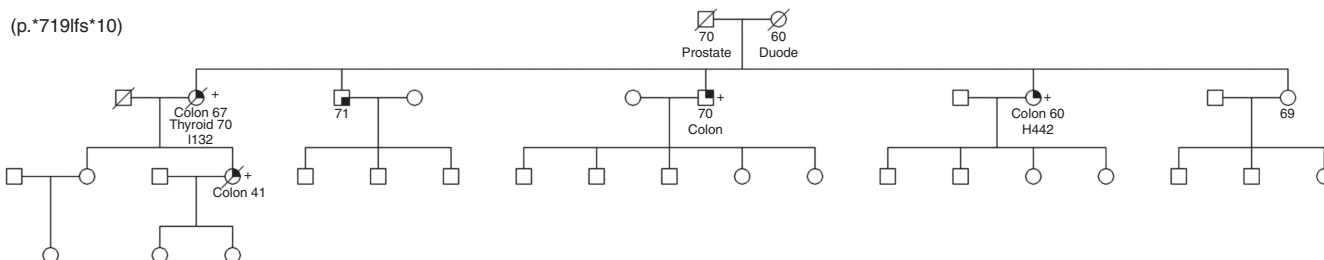 (p.*719Ifs*10)
70
Prostate
60
Duode
+
Colon 67
Thyroid 70
I132
71
+
70
Colon
+
Colon 60
H442
69
+
Colon 41